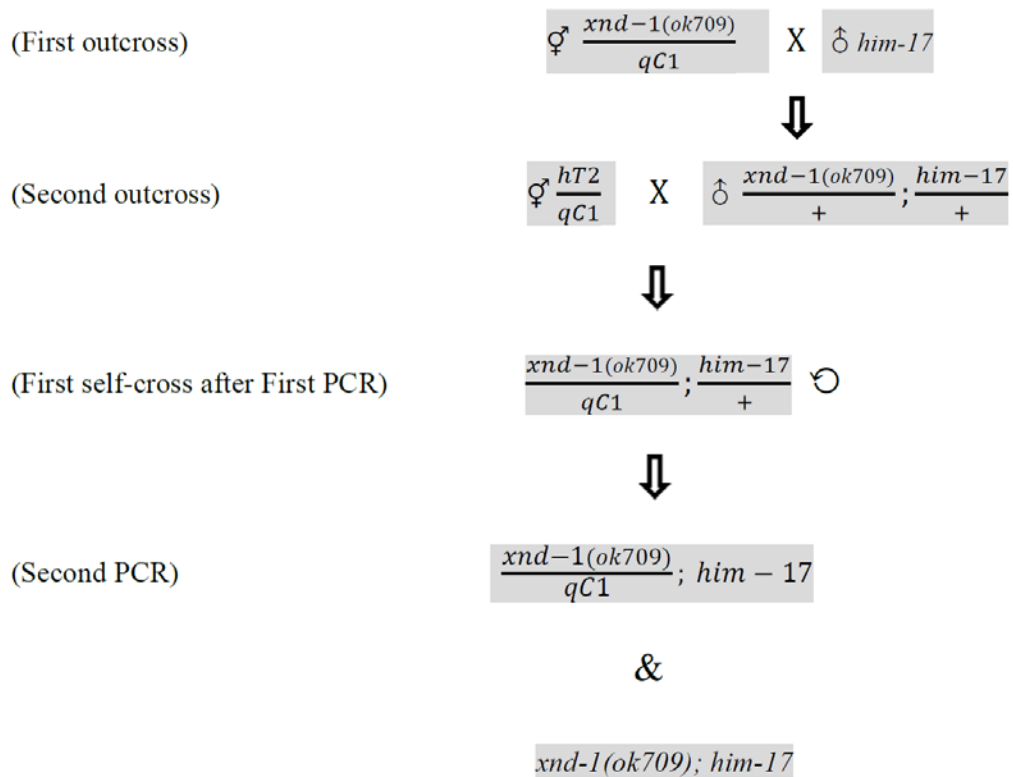 (First outcross) ⚥ xnd−1(ok709)/qC1 X ♂ him-17
(Second outcross) ⚥ hT2/qC1 X ♂ xnd−1(ok709)/+ ; him−17/+
(First self-cross after First PCR) xnd−1(ok709)/qC1 ; him−17/+
(Second PCR) xnd−1(ok709)/qC1 ; him − 17
&
xnd-1(ok709); him-17